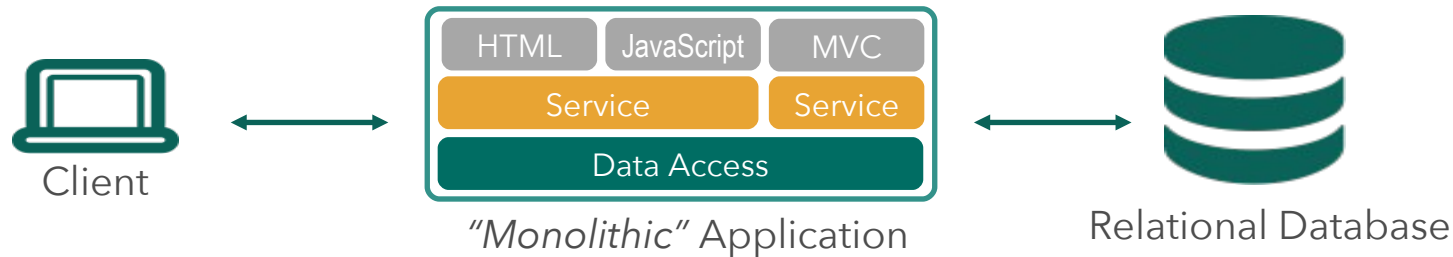 HTML JavaScript MVC
Service Service
Data Access
Client
“Monolithic” Application
Relational Database